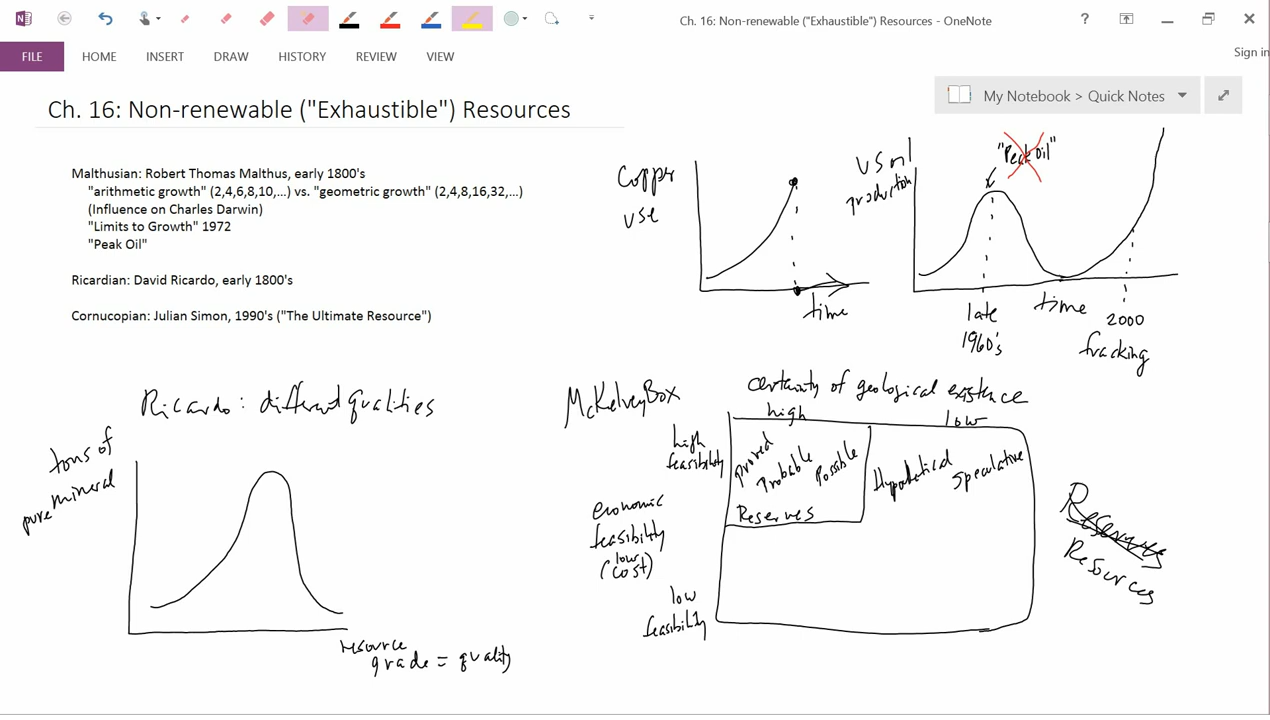 Ch. 16: Non-renewable ("Exhaustible") Resources - OneNote
?
Sign in
FILE HOME INSERT DRAW HISTORY REVIEW VIEW
My Notebook > Quick Notes
Ch. 16: Non-renewable ("Exhaustible") Resources
Malthusian: Robert Thomas Malthus, early 1800's
"arithmetic growth" (2,4,6,8,10,...) vs. "geometric growth" (2,4,8,16,32,...)
(Influence on Charles Darwin)
"Limits to Growth" 1972
"Peak Oil"
Ricardian: David Ricardo, early 1800's
Cornucopian: Julian Simon, 1990's ("The Ultimate Resource")
Copper
use
time
US oil
production
"Peak Oil"
late
1960's
time
2000
fracking
Ricardo: different qualities
tons of
pure mineral
resource
grade = quality
McKelvey Box
certainty of geological existence
high
low
high
feasibility
economic
feasibility
low
(cost)
low
feasibility
Proved
Probable
Possible
Reserves
Hypothetical
Speculative
Reserves
Resources